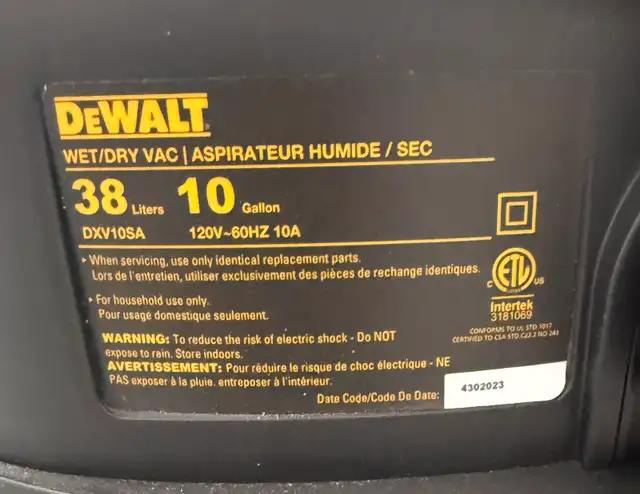 DEWALT
WET/DRY VAC | ASPIRATEUR HUMIDE / SEC
38 Liters 10 Gallon
DXV10SA 120V~60HZ 10A
• When servicing, use only identical replacement parts.
Lors de l'entretien, utiliser exclusivement des pièces de rechange identiques.
• For household use only.
Pour usage domestique seulement.
C ETL US
Intertek
3181069
CONFORMS TO UL STD 1017
CERTIFIED TO CSA STD C22.2 NO 243
WARNING: To reduce the risk of electric shock - Do NOT
expose to rain. Store indoors.
AVERTISSEMENT: Pour réduire le risque de choc électrique - NE
PAS exposer à la pluie. entreposer à l'intérieur.
Date Code/Code Do Date: 4302023